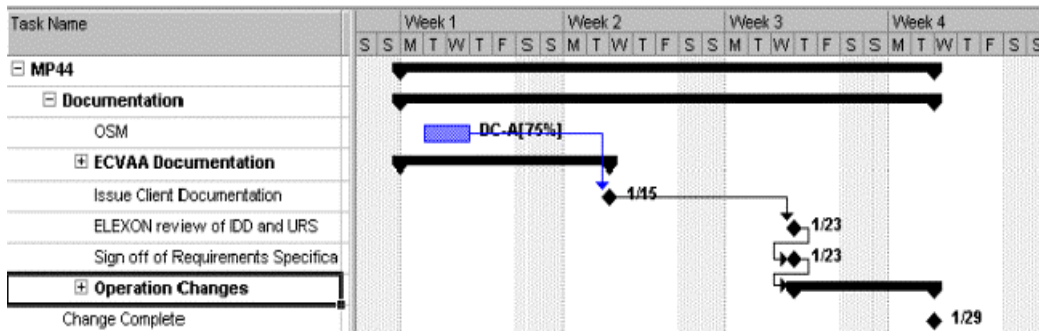 Task Name
Week 1 Week 2 Week 3 Week 4
S S M T W T F S S M T W T F S S M T W T F S S M T W T F S S
MP44
Documentation
OSM DC-A[75%]
ECVAA Documentation
Issue Client Documentation 1/15
ELEXON review of IDD and URS 1/23
Sign off of Requirements Specifica 1/23
Operation Changes
Change Complete 1/29